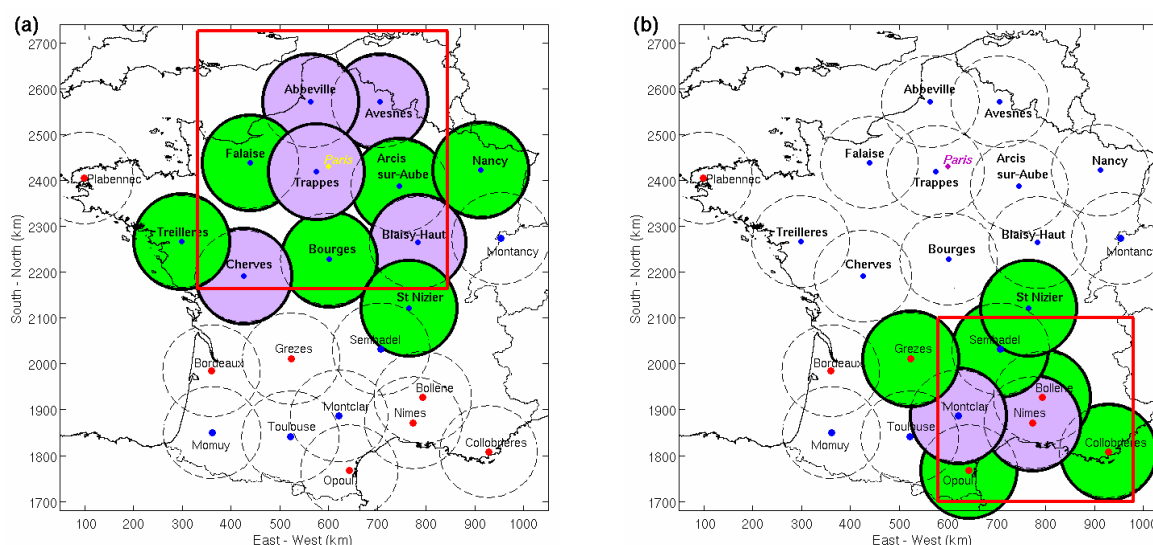 (a)
2700
2600
2500
2400
2300
2200
2100
2000
1900
1800
1700
South - North (km)
100 200 300 400 500 600 700 800 900 1000
East - West (km)
Abbeville
Avesnes
Falaise
Paris
Trappes
Arcis
sur-Aube
Nancy
Plabennec
Treilleres
Bourges
Blaisy-Haut
Montancy
Cherves
St Nizier
Grezes
Sembadel
Bordeaux
Bollene
Montclar
Nimes
Momuy
Toulouse
Collobrieres
Opoul
(b)
2700
2600
2500
2400
2300
2200
2100
2000
1900
1800
1700
South - North (km)
100 200 300 400 500 600 700 800 900 1000
East - West (km)
Abbeville
Avesnes
Falaise
Paris
Trappes
Arcis
sur-Aube
Nancy
Plabennec
Treilleres
Bourges
Blaisy-Haut
Montancy
Cherves
St Nizier
Grezes
Sembadel
Bordeaux
Bollene
Montclar
Nimes
Momuy
Toulouse
Collobrieres
Opoul